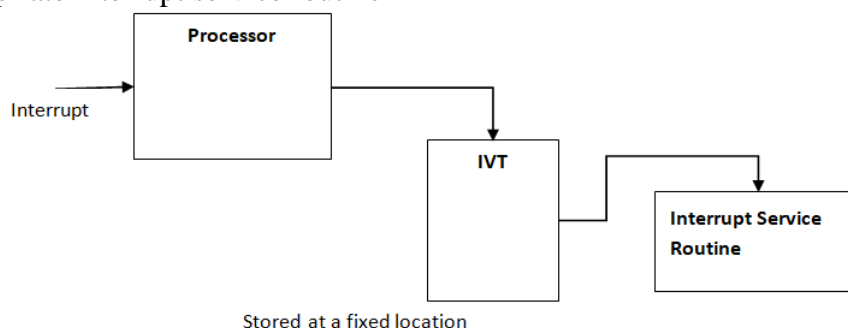 Processor
Interrupt
IVT
Interrupt Service
Routine
Stored at a fixed location